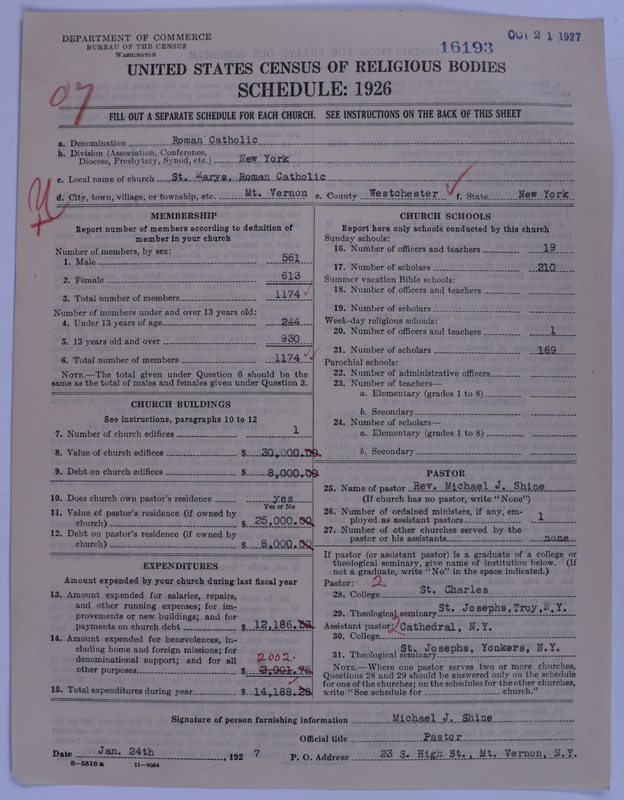 DEPARTMENT OF COMMERCE
BUREAU OF THE CENSUS
WASHINGTON
16193
OCT 21 1927
UNITED STATES CENSUS OF RELIGIOUS BODIES
SCHEDULE: 1926
07
FILL OUT A SEPARATE SCHEDULE FOR EACH CHURCH. SEE INSTRUCTIONS ON THE BACK OF THIS SHEET
a. Denomination Roman Catholic
b. Division (Association, Conference,
Diocese, Presbytery, Synod, etc.) New York
c. Local name of church St. Marys, Roman Catholic
d. City, town, village, or township, etc. Mt. Vernon e. County Westchester f. State New York
MEMBERSHIP
Report number of members according to definition of
member in your church
Number of members, by sex:
1. Male 561
2. Female 613
3. Total number of members 1174
Number of members under and over 13 years old:
4. Under 13 years of age 244
5. 13 years old and over 930
6. Total number of members 1174
NOTE.—The total given under Question 6 should be the
same as the total of males and females given under Question 3.
CHURCH BUILDINGS
See instructions, paragraphs 10 to 12
7. Number of church edifices 1
8. Value of church edifices $ 30,000.00
9. Debt on church edifices $ 8,000.00
10. Does church own pastor's residence yes
Yes or No
11. Value of pastor's residence (if owned by
church) $ 25,000.00
12. Debt on pastor's residence (if owned by
church) $ 8,000.00
EXPENDITURES
Amount expended by your church during last fiscal year
13. Amount expended for salaries, repairs,
and other running expenses; for im-
provements or new buildings; and for
payments on church debt $ 12,186.53
14. Amount expended for benevolences, in-
cluding home and foreign missions; for
denominational support; and for all
2002.
other purposes $ 2,001.75
15. Total expenditures during year $ 14,188.28
CHURCH SCHOOLS
Report here only schools conducted by this church
Sunday schools:
16. Number of officers and teachers 19
17. Number of scholars 210
Summer vacation Bible schools:
18. Number of officers and teachers
19. Number of scholars
Week-day religious schools:
20. Number of officers and teachers 1
21. Number of scholars 169
Parochial schools:
22. Number of administrative officers
23. Number of teachers—
a. Elementary (grades 1 to 8)
b. Secondary
24. Number of scholars—
a. Elementary (grades 1 to 8)
b. Secondary
PASTOR
25. Name of pastor Rev. Michael J. Shine
(If church has no pastor, write "None")
26. Number of ordained ministers, if any, em-
ployed as assistant pastors 1
27. Number of other churches served by the
pastor or his assistants none
If pastor (or assistant pastor) is a graduate of a college or
theological seminary, give name of institution below. (If
not a graduate, write "No" in the space indicated.)
Pastor: 2
28. College St. Charles
29. Theological seminary St. Josephs, Troy, N.Y.
Assistant pastor: 2
30. College Cathedral, N.Y.
31. Theological seminary St. Josephs, Yonkers, N.Y.
NOTE.—Where one pastor serves two or more churches,
Questions 28 and 29 should be answered only on the schedule
for one of the churches; on the schedules for the other churches,
write "See schedule for church."
Signature of person furnishing information Michael J. Shine
Official title Pastor
Date Jan. 24th, 1927 P. O. Address 23 S. High St., Mt. Vernon, N.Y.
8—5518 a 11—9054